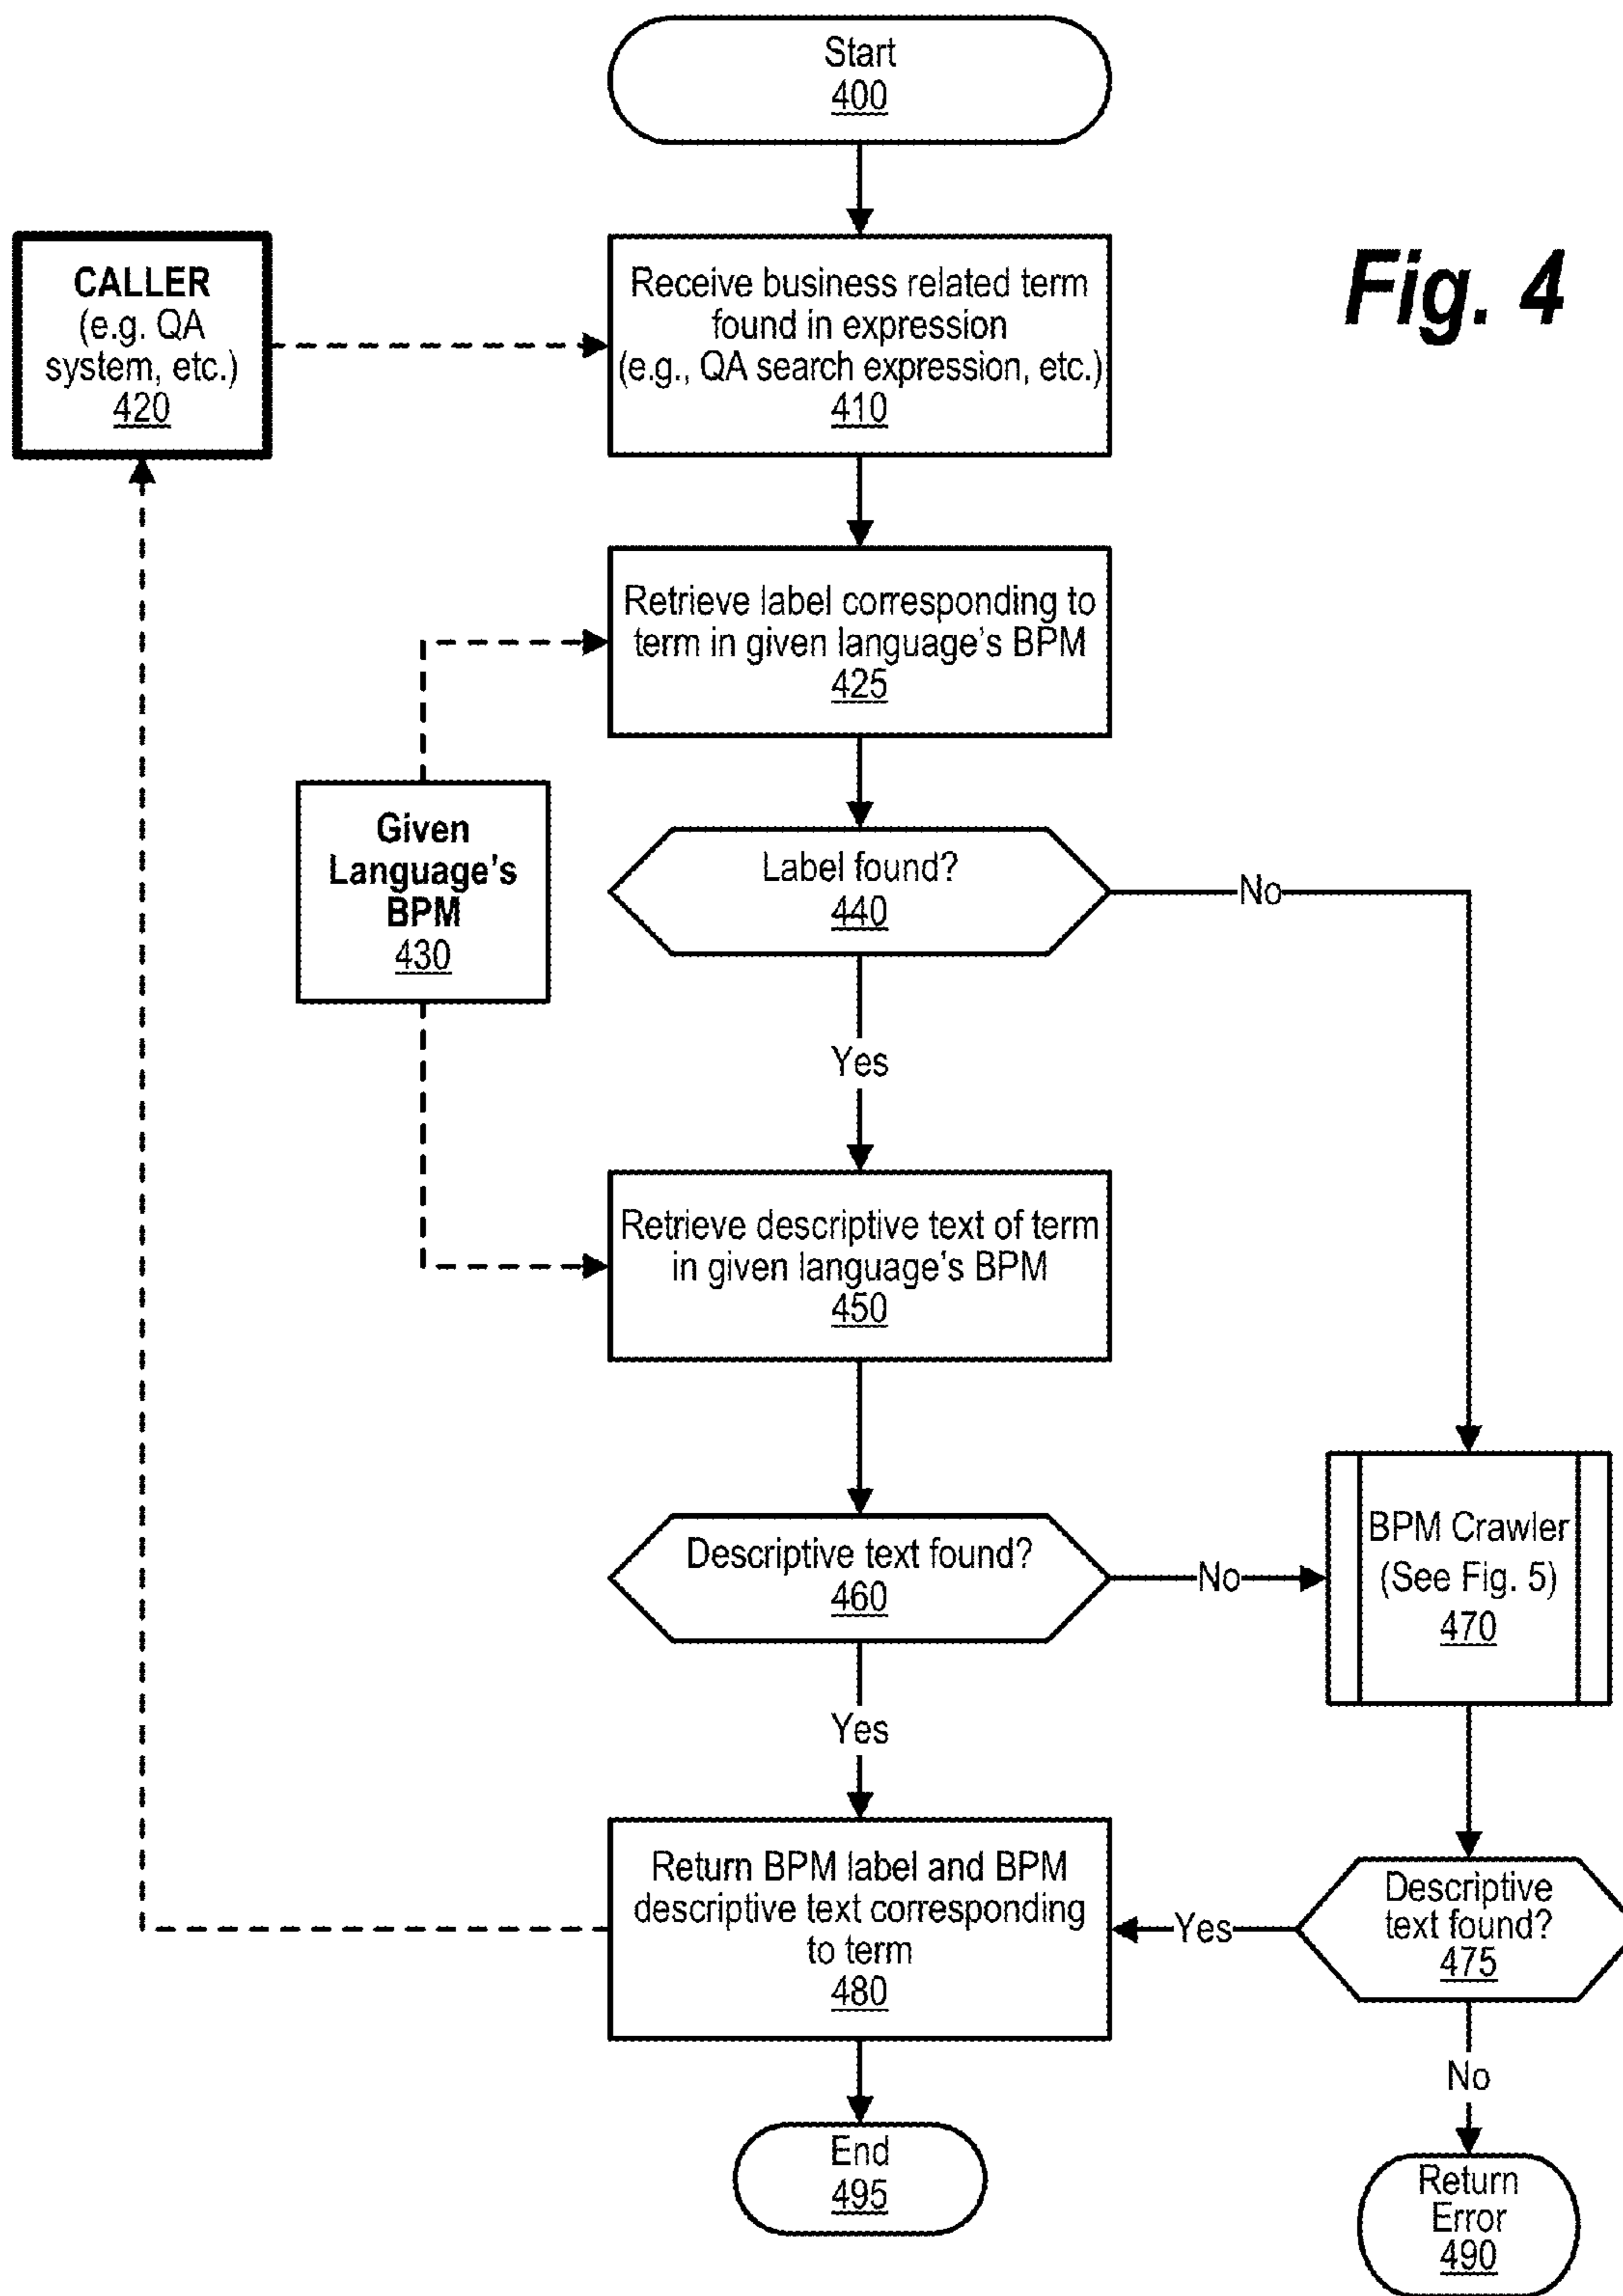 Start
400
Fig. 4
CALLER
(e.g. QA
system, etc.)
420
Receive business related term
found in expression
(e.g., QA search expression, etc.)
410
Retrieve label corresponding to
term in given language's BPM
425
Given
Language's
BPM
430
Label found?
440
No
Yes
Retrieve descriptive text of term
in given language's BPM
450
Descriptive text found?
460
No
BPM Crawler
(See Fig. 5)
470
Yes
Return BPM label and BPM
descriptive text corresponding
to term
480
Yes
Descriptive
text found?
475
No
End
495
Return
Error
490